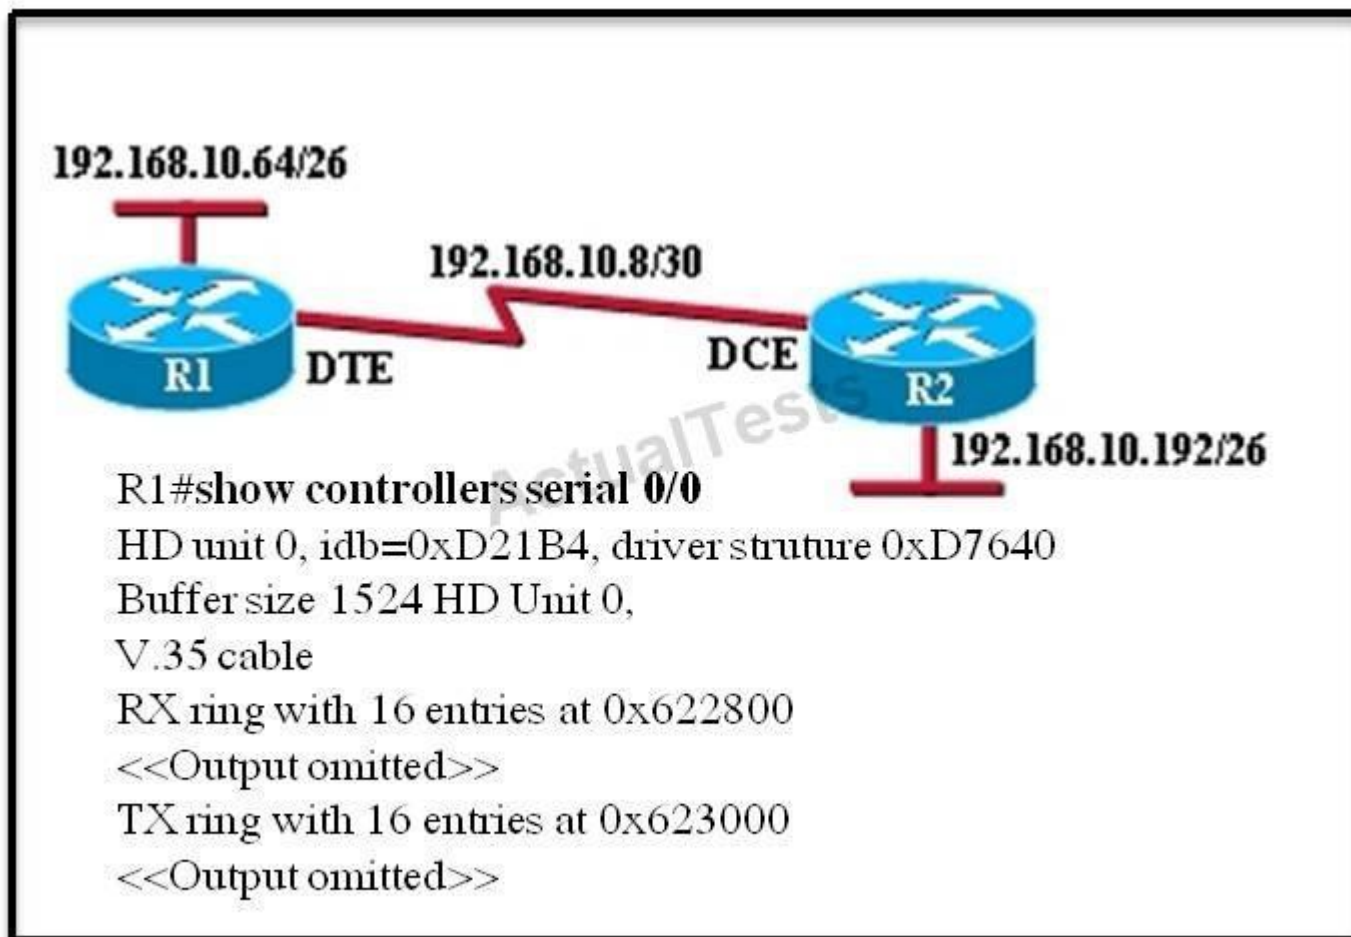 192.168.10.64/26
192.168.10.8/30
R1
DTE
DCE
R2
192.168.10.192/26
ActualTests
R1#show controllers serial 0/0
HD unit 0, idb=0xD21B4, driver struture 0xD7640
Buffer size 1524 HD Unit 0,
V.35 cable
RX ring with 16 entries at 0x622800
<<Output omitted>>
TX ring with 16 entries at 0x623000
<<Output omitted>>